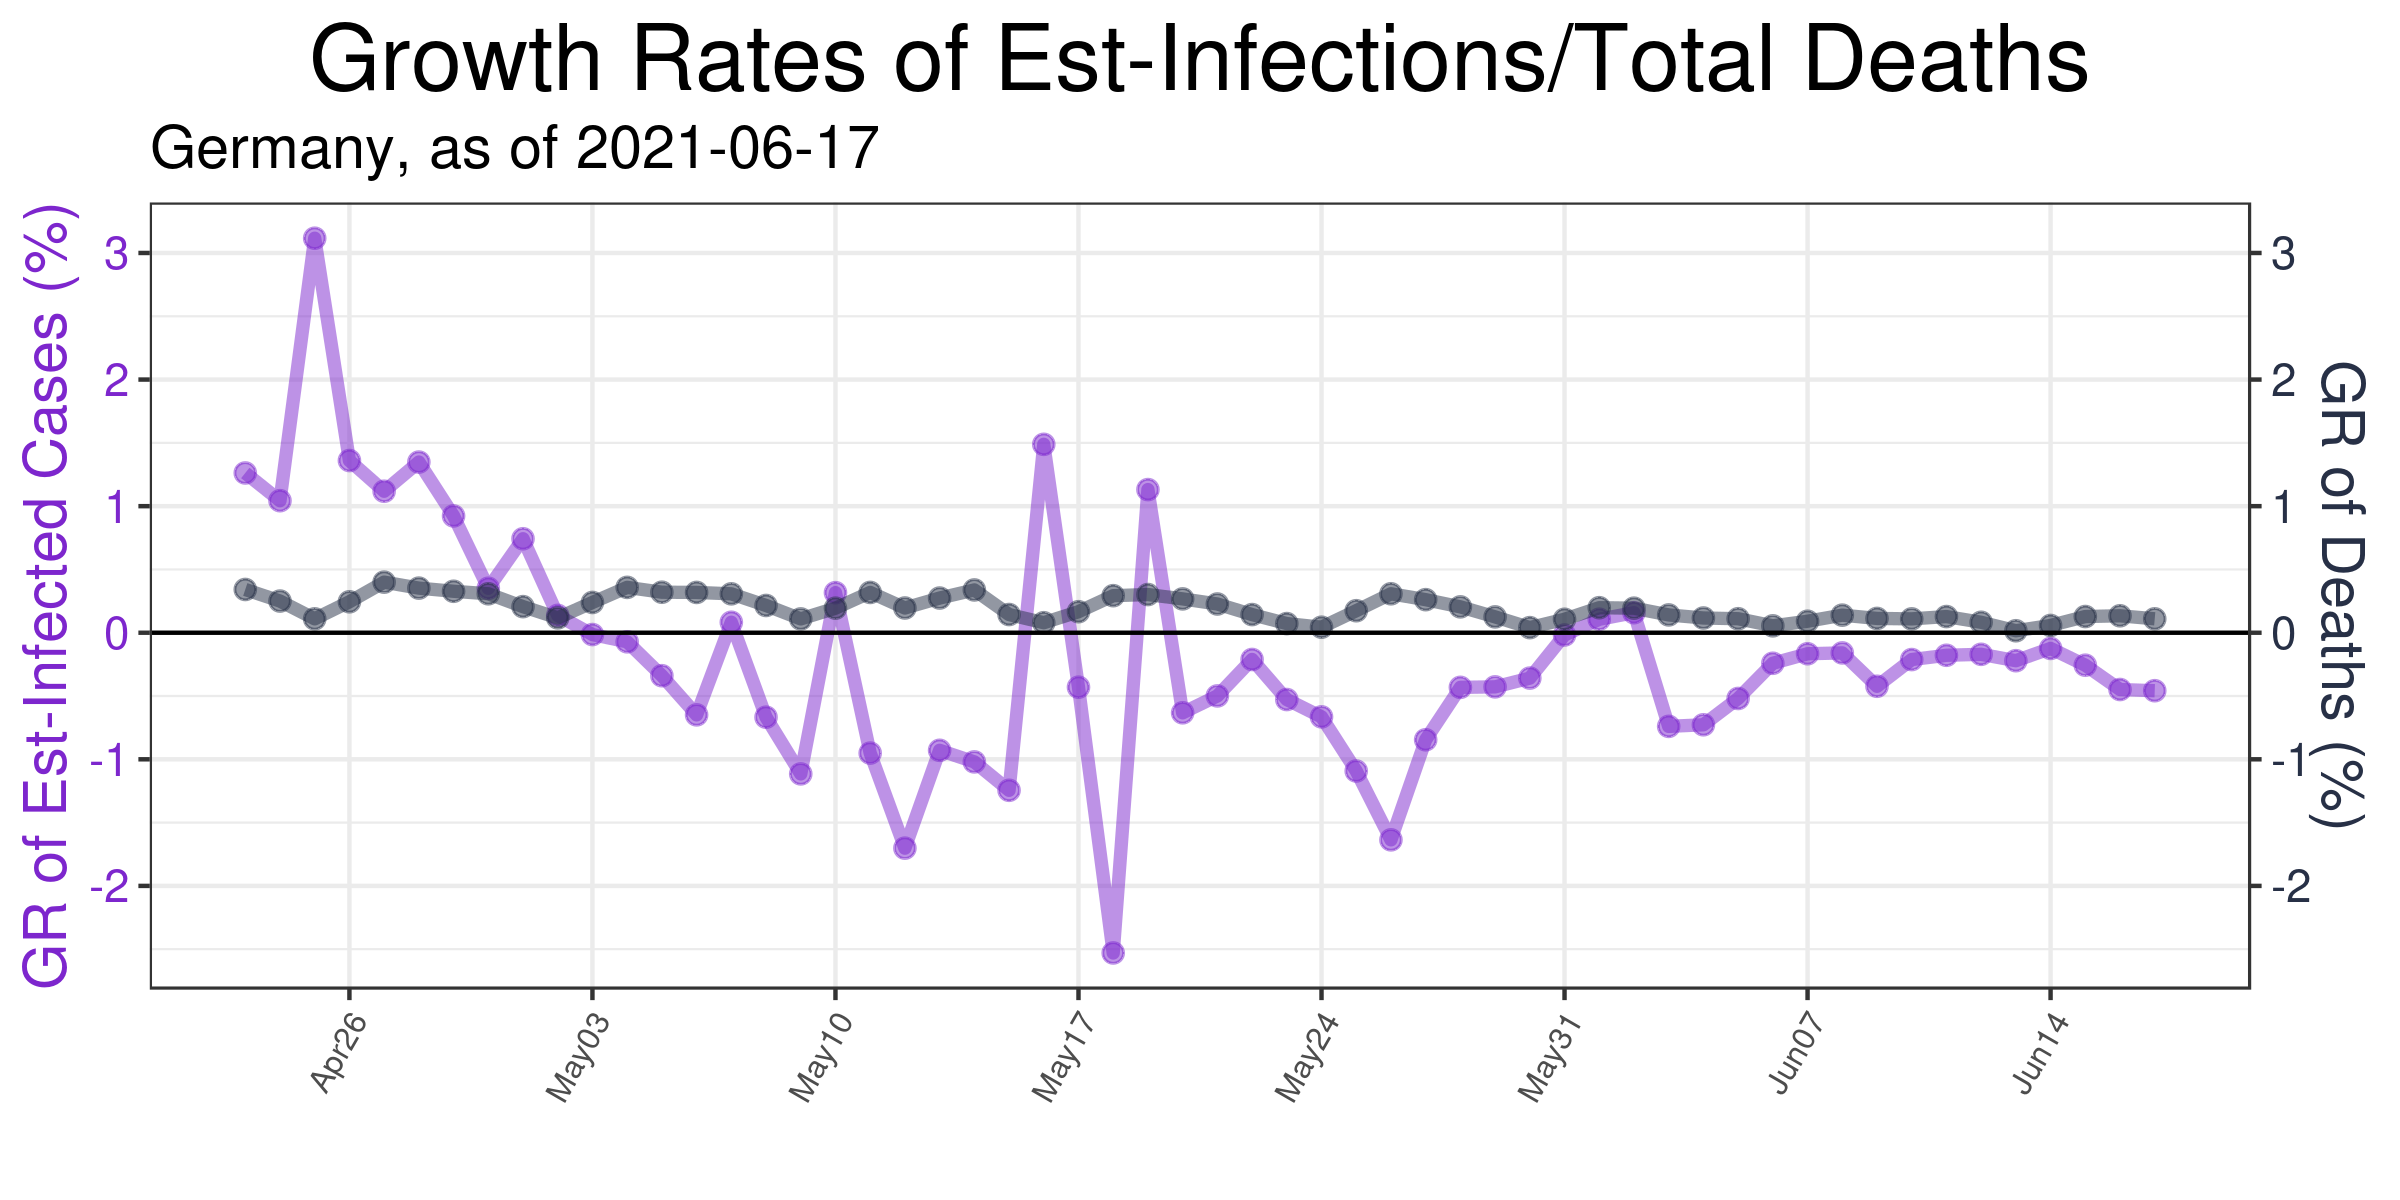 Growth Rates of Est-Infections/Total Deaths
Germany, as of 2021-06-17
GR of Est-Infected Cases (%)
3
2
1
0
-1
-2
3
2
1
0
-1
-2
GR of Deaths (%)
Apr26
May03
May10
May17
May24
May31
Jun07
Jun14